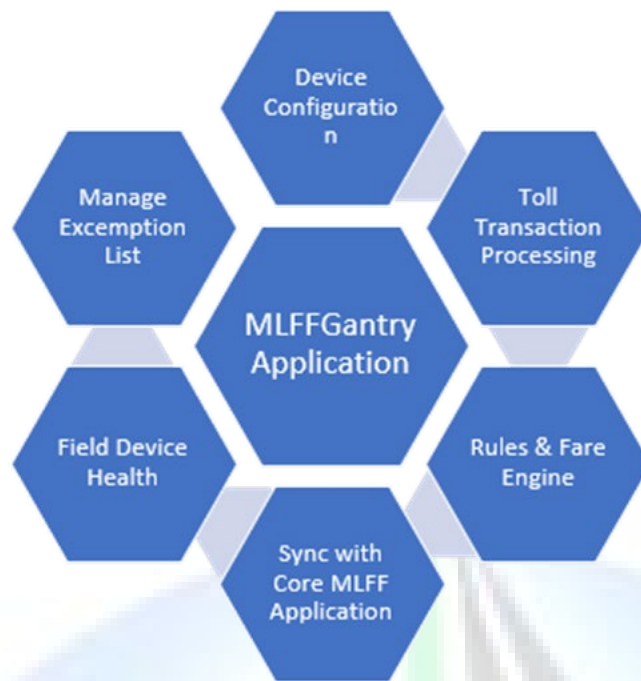 Device
Configuratio
n
Toll
Transaction
Processing
Rules & Fare
Engine
Sync with
Core MLFF
Application
Field Device
Health
Manage
Excemption
List
MLFFGantry
Application